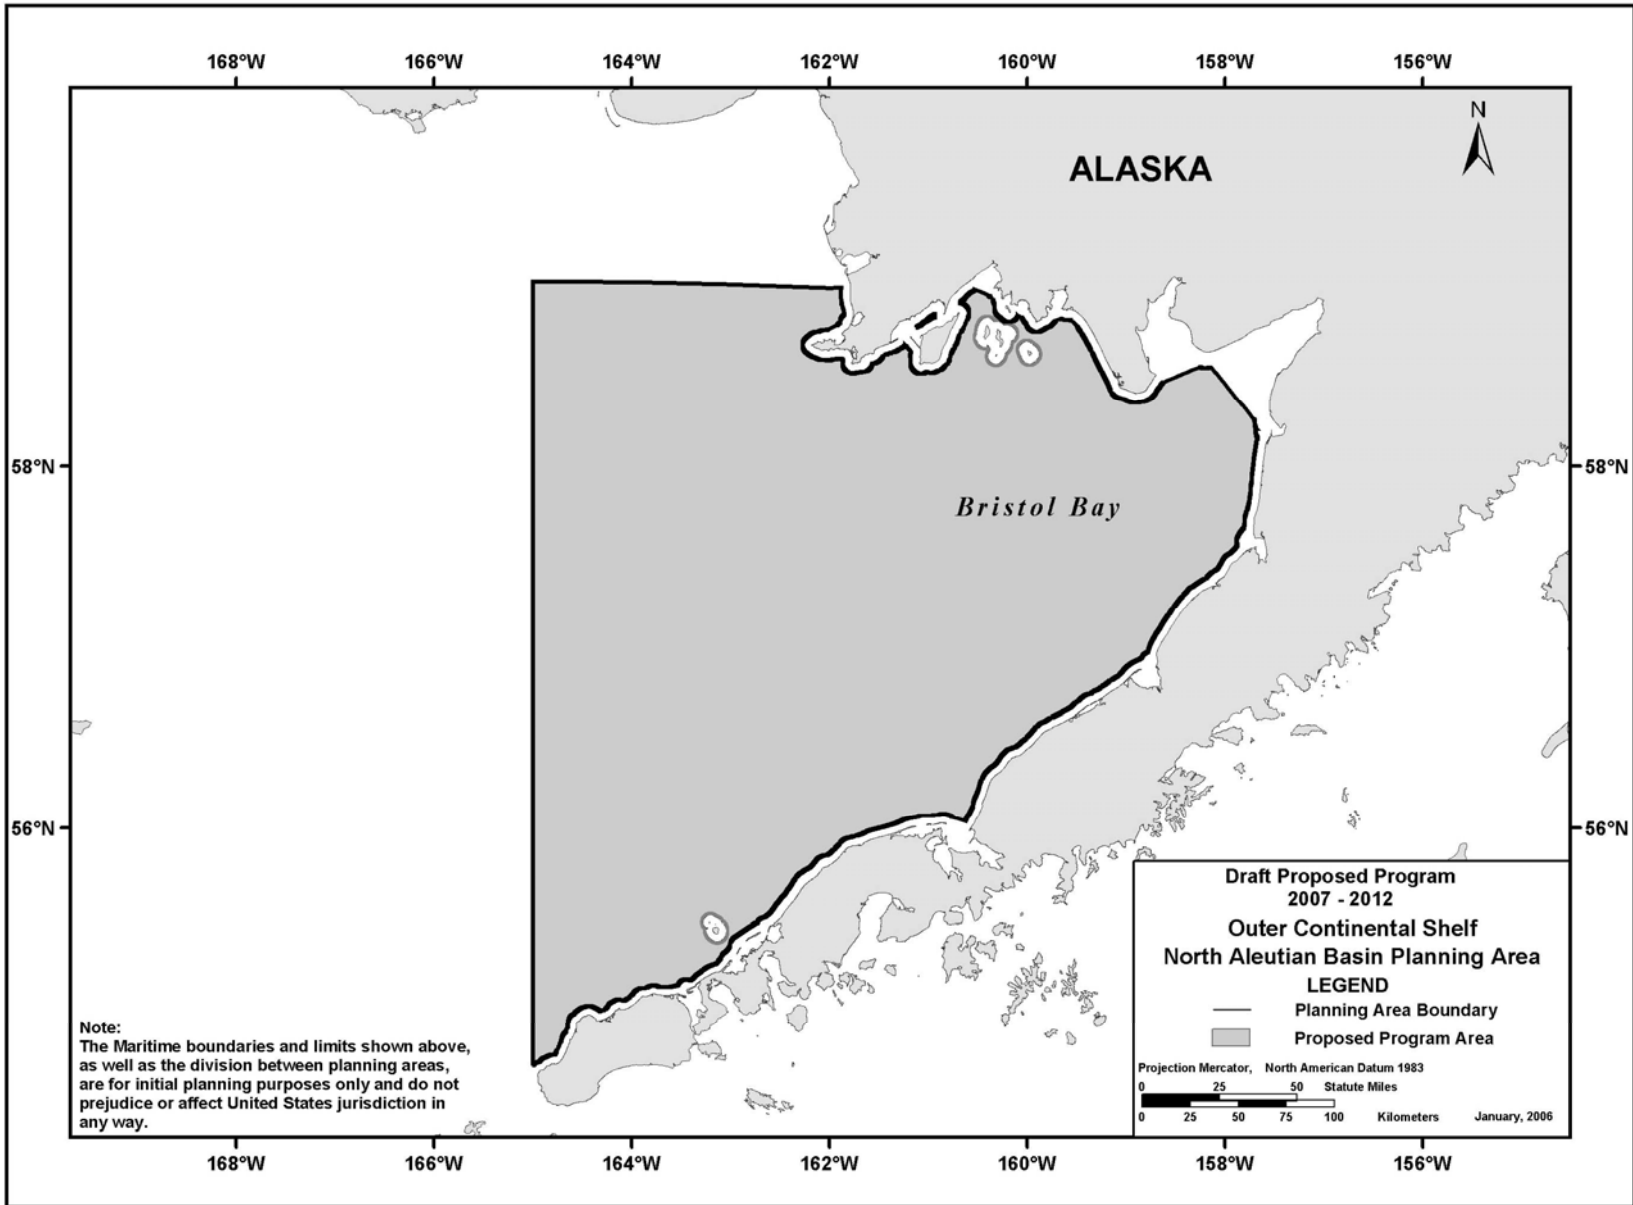 168°W 166°W 164°W 162°W 160°W 158°W 156°W
N
ALASKA
58°N 58°N
Bristol Bay
56°N 56°N
Draft Proposed Program
2007 - 2012
Outer Continental Shelf
North Aleutian Basin Planning Area
LEGEND
Planning Area Boundary
Proposed Program Area
Projection Mercator, North American Datum 1983
0 25 50 Statute Miles
0 25 50 75 100 Kilometers January, 2006
Note:
The Maritime boundaries and limits shown above,
as well as the division between planning areas,
are for initial planning purposes only and do not
prejudice or affect United States jurisdiction in
any way.
168°W 166°W 164°W 162°W 160°W 158°W 156°W